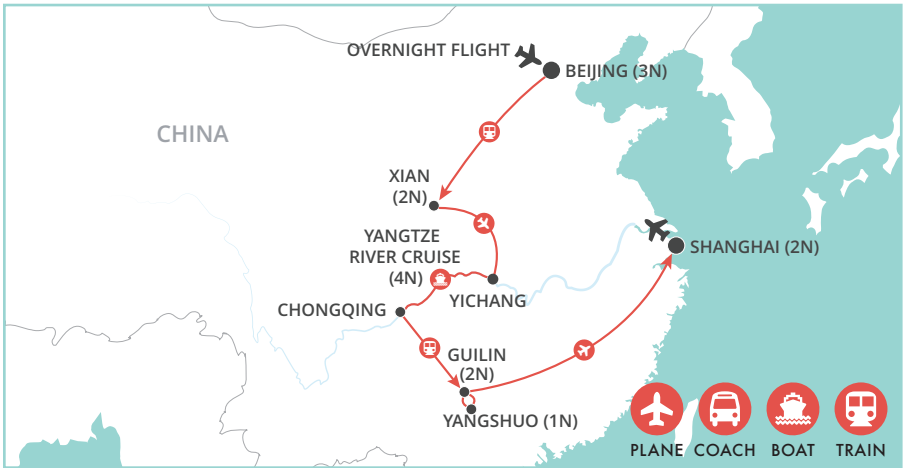 OVERNIGHT FLIGHT
BEIJING (3N)
CHINA
XIAN
(2N)
YANGTZE
RIVER CRUISE
(4N)
SHANGHAI (2N)
YICHANG
CHONGQING
GUILIN
(2N)
YANGSHUO (1N)
PLANE COACH BOAT TRAIN